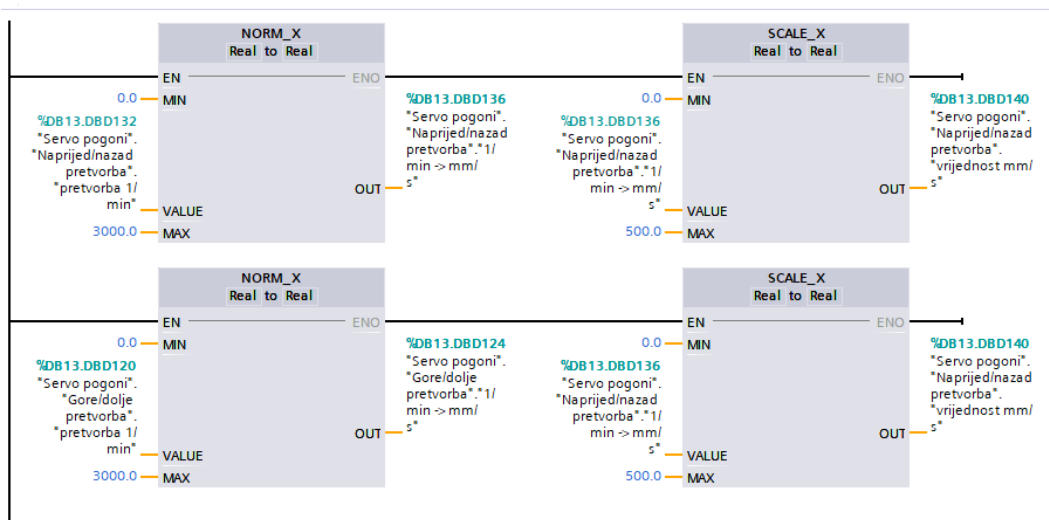 NORM_X
Real to Real
SCALE_X
Real to Real
EN
ENO
EN
ENO
0.0
MIN
%DB13.DBD136
"Servo pogoni".
"Naprijed/nazad
pretvorba"."1/
min -> mm/
s"
0.0
MIN
%DB13.DBD140
"Servo pogoni".
"Naprijed/nazad
pretvorba".
"vrijednost mm/
s"
%DB13.DBD132
"Servo pogoni".
"Naprijed/nazad
pretvorba".
"pretvorba 1/
min"
VALUE
OUT
%DB13.DBD136
"Servo pogoni".
"Naprijed/nazad
pretvorba"."1/
min -> mm/
s"
VALUE
OUT
3000.0
MAX
500.0
MAX
NORM_X
Real to Real
SCALE_X
Real to Real
EN
ENO
EN
ENO
0.0
MIN
%DB13.DBD124
"Servo pogoni".
"Gore/dolje
pretvorba"."1/
min -> mm/
s"
0.0
MIN
%DB13.DBD140
"Servo pogoni".
"Naprijed/nazad
pretvorba".
"vrijednost mm/
s"
%DB13.DBD120
"Servo pogoni".
"Gore/dolje
pretvorba".
"pretvorba 1/
min"
VALUE
OUT
%DB13.DBD136
"Servo pogoni".
"Naprijed/nazad
pretvorba"."1/
min -> mm/
s"
VALUE
OUT
3000.0
MAX
500.0
MAX